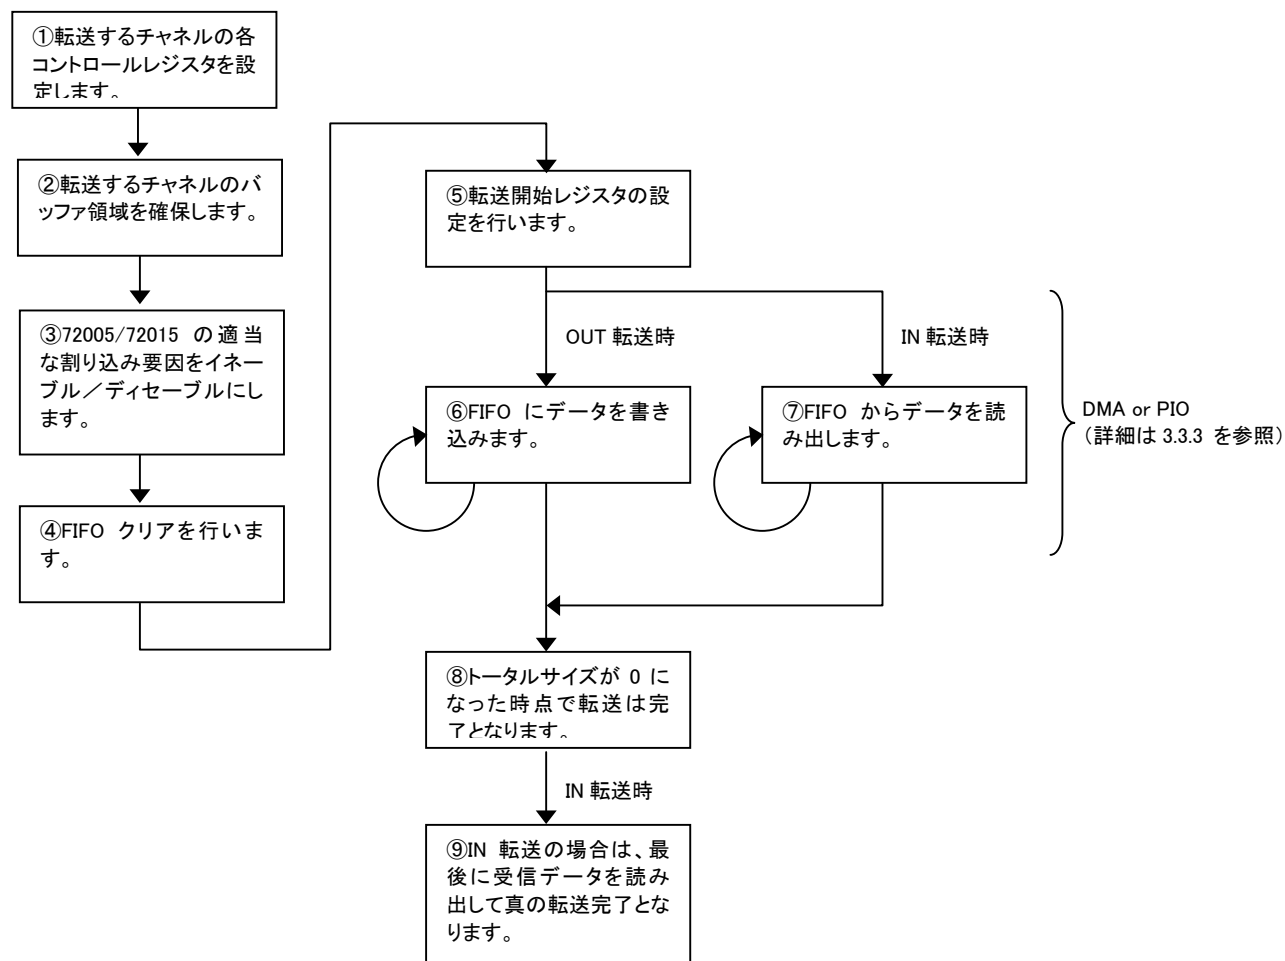 ①転送するチャネルの各
コントロールレジスタを設
定します。
②転送するチャネルのバ
ッファ領域を確保します。
③72005/72015 の適当
な割り込み要因をイネー
ブル／ディセーブルにし
ます。
④FIFO クリアを行いま
す。
⑤転送開始レジスタの設
定を行います。
OUT 転送時
IN 転送時
⑥FIFO にデータを書き
込みます。
⑦FIFO からデータを読
み出します。
DMA or PIO
（詳細は 3.3.3 を参照）
⑧トータルサイズが 0 に
なった時点で転送は完
了となります。
IN 転送時
⑨IN 転送の場合は、最
後に受信データを読み
出して真の転送完了とな
ります。